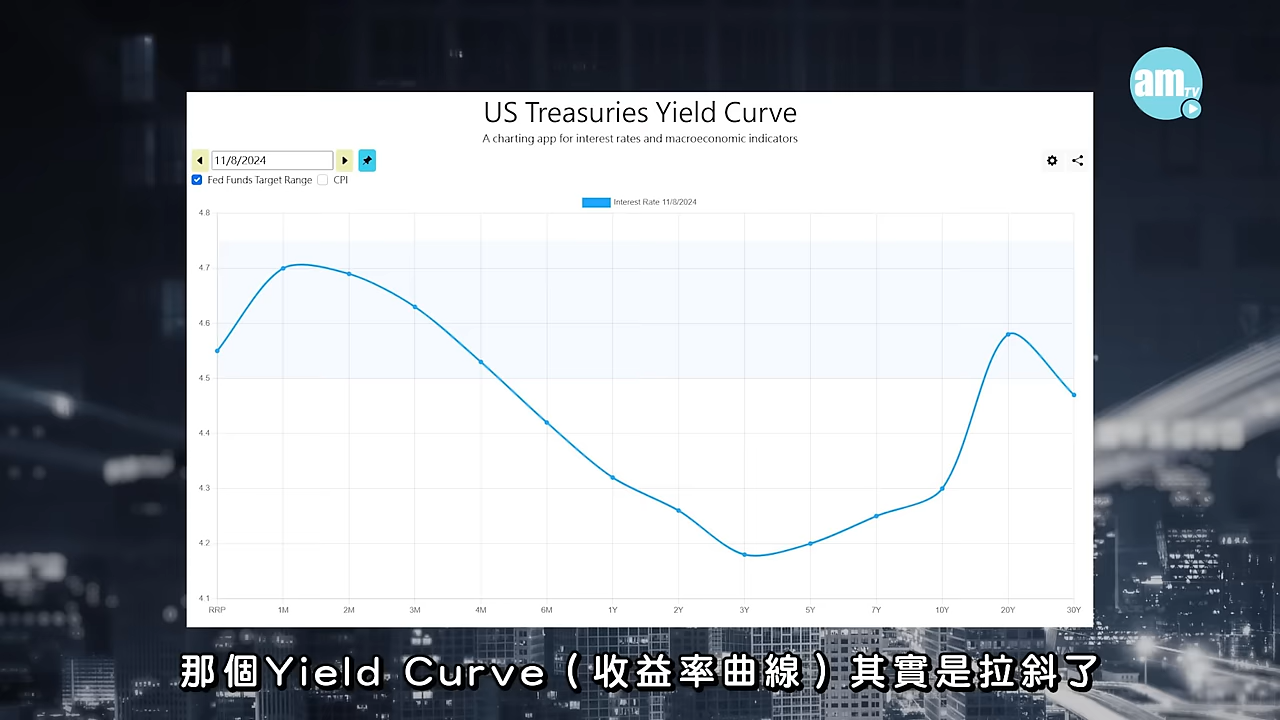 am TV
US Treasuries Yield Curve
A charting app for interest rates and macroeconomic indicators
11/8/2024
Fed Funds Target Range CPI
Interest Rate 11/8/2024
4.8
4.7
4.6
4.5
4.4
4.3
4.2
4.1
RRP 1M 2M 3M 4M 6M 1Y 2Y 3Y 5Y 7Y 10Y 20Y 30Y
那個Yield Curve（收益率曲線）其實是拉斜了